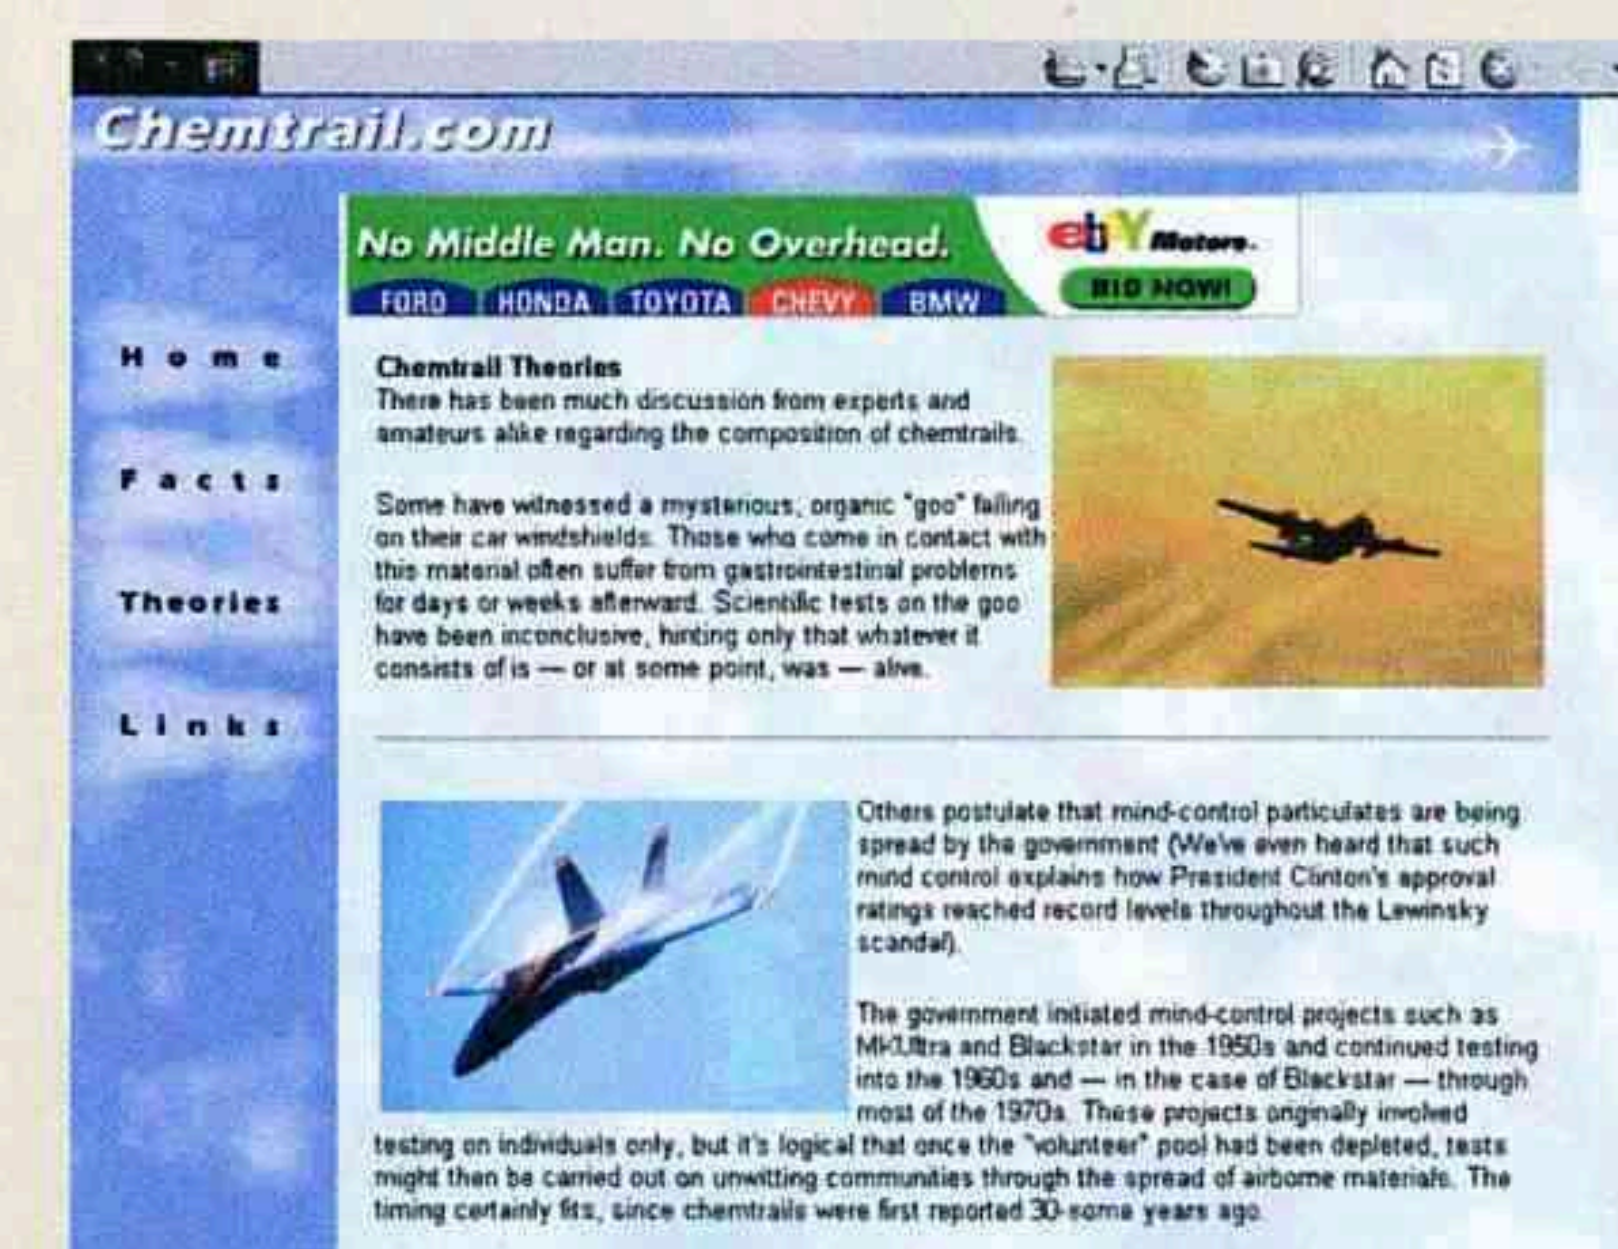 Chemtrail.com
No Middle Man. No Overhead.
ebY Motors.
FORD HONDA TOYOTA CHEVY BMW
BID NOW!
Home
Facts
Theories
Links
Chemtrail Theories
There has been much discussion from experts and
amateurs alike regarding the composition of chemtrails.
Some have witnessed a mysterious, organic "goo" falling
on their car windshields. Those who come in contact with
this material often suffer from gastrointestinal problems
for days or weeks afterward. Scientific tests on the goo
have been inconclusive, hinting only that whatever it
consists of is — or at some point, was — alive.
Others postulate that mind-control particulates are being
spread by the government (We've even heard that such
mind control explains how President Clinton's approval
ratings reached record levels throughout the Lewinsky
scandal).
The government initiated mind-control projects such as
MKUltra and Blackstar in the 1950s and continued testing
into the 1960s and — in the case of Blackstar — through
most of the 1970s. These projects originally involved
testing on individuals only, but it's logical that once the "volunteer" pool had been depleted, tests
might then be carried out on unwitting communities through the spread of airborne materials. The
timing certainly fits, since chemtrails were first reported 30-some years ago.